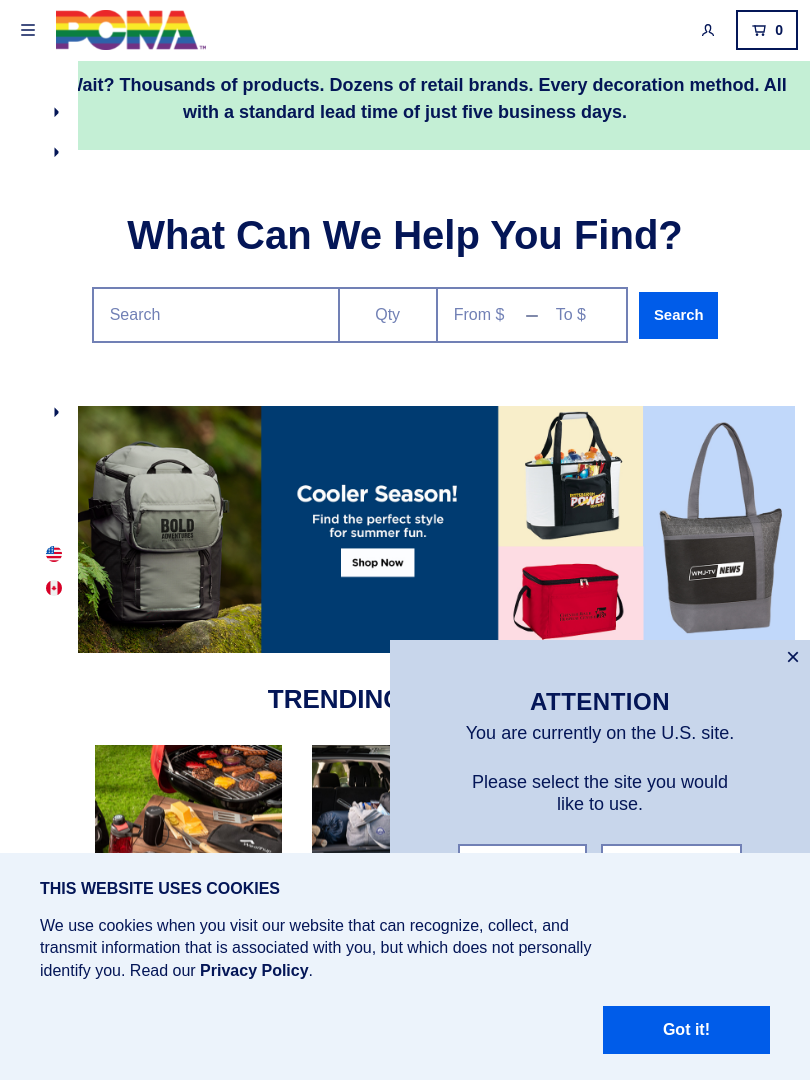 PCNA
0
Wait? Thousands of products. Dozens of retail brands. Every decoration method. All
with a standard lead time of just five business days.
What Can We Help You Find?
Search
Qty
From $
–
To $
Search
BOLD
ADVENTURES
Cooler Season!
Find the perfect style
for summer fun.
Shop Now
POWER
WMJ-TV NEWS
TRENDING
ATTENTION
You are currently on the U.S. site.
Please select the site you would
like to use.
THIS WEBSITE USES COOKIES
We use cookies when you visit our website that can recognize, collect, and
transmit information that is associated with you, but which does not personally
identify you. Read our Privacy Policy.
Got it!